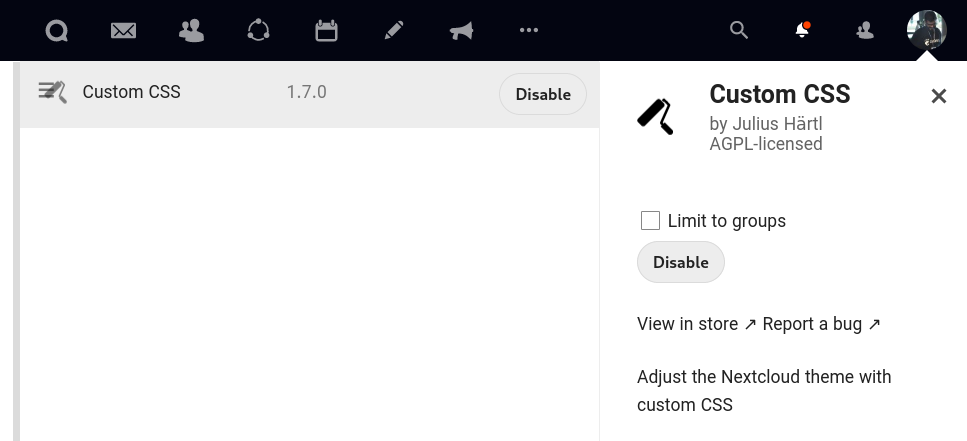 Custom CSS 1.7.0 Disable
Custom CSS
by Julius Härtl
AGPL-licensed
Limit to groups
Disable
View in store ↗ Report a bug ↗
Adjust the Nextcloud theme with
custom CSS